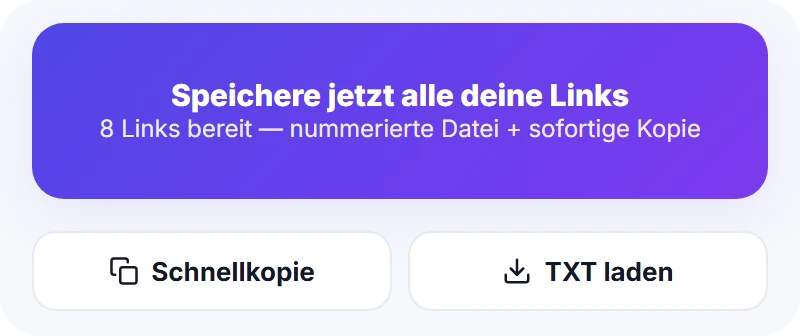 Speichere jetzt alle deine Links
8 Links bereit — nummerierte Datei + sofortige Kopie
Schnellkopie
TXT laden